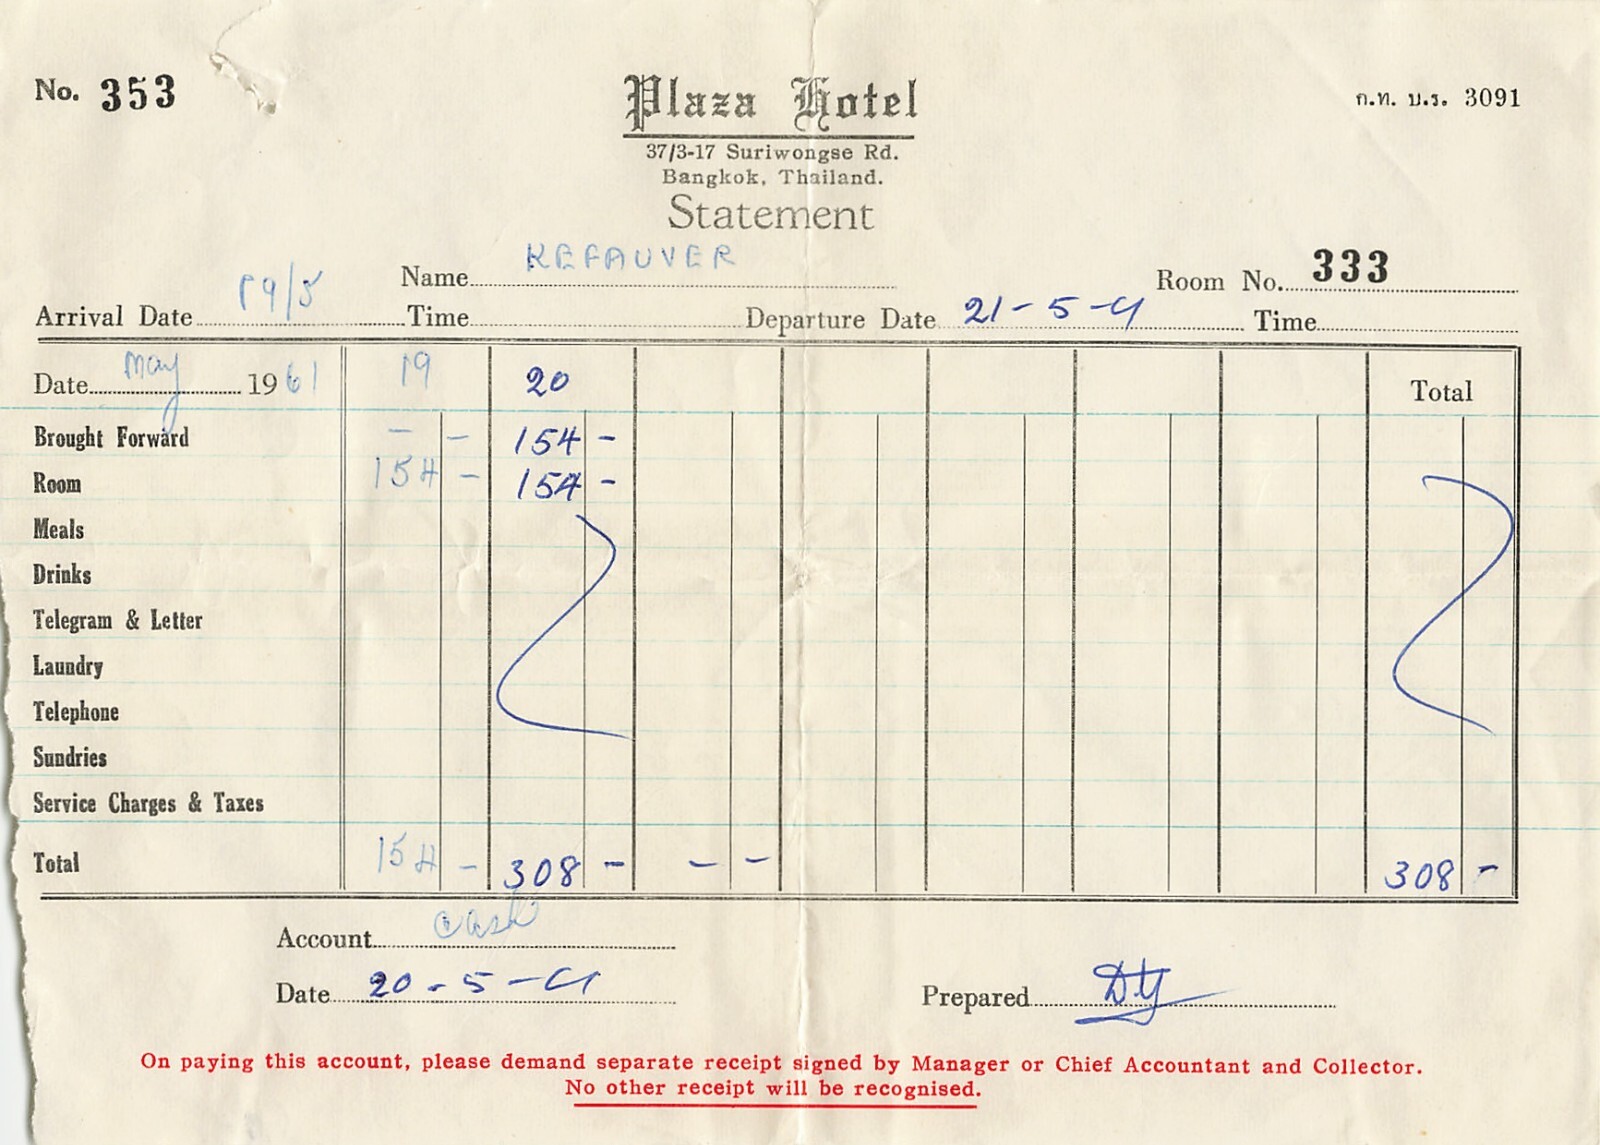 No. 353
Plaza Hotel
ก.ท. บ.ร. 3091
37/3-17 Suriwongse Rd.
Bangkok, Thailand.
Statement
Name KEFAUVER
Room No. 333
Arrival Date 19/5 Time Departure Date 21-5-61 Time
Date May 1961 19 20 Total
Brought Forward - - 154 -
Room 154 - 154 -
Meals
Drinks
Telegram & Letter
Laundry
Telephone
Sundries
Service Charges & Taxes
Total 154 - 308 - - - 308 -
Account cash
Date 20-5-61
Prepared
On paying this account, please demand separate receipt signed by Manager or Chief Accountant and Collector.
No other receipt will be recognised.